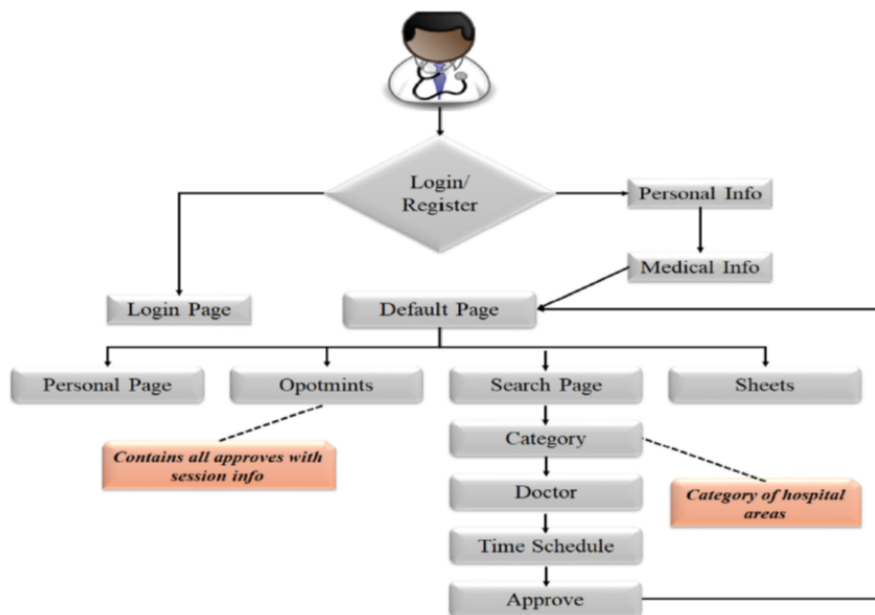 Login/
Register
Personal Info
Medical Info
Login Page
Default Page
Personal Page
Opotmints
Search Page
Sheets
Contains all approves with
session info
Category
Category of hospital
areas
Doctor
Time Schedule
Approve